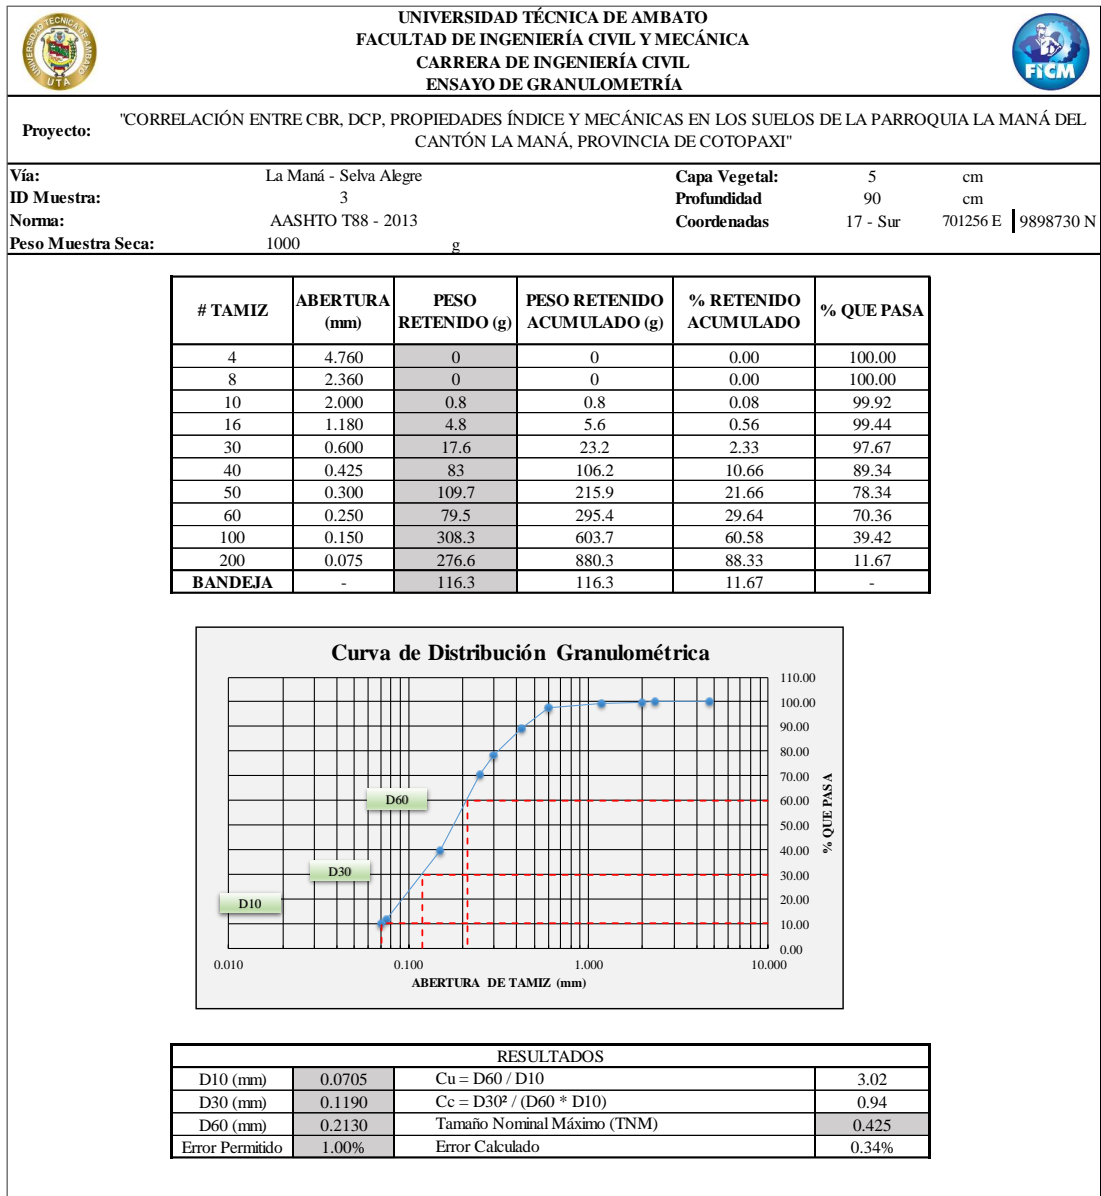 UNIVERSIDAD TÉCNICA DE AMBATO
FACULTAD DE INGENIERÍA CIVIL Y MECÁNICA
CARRERA DE INGENIERÍA CIVIL
ENSAYO DE GRANULOMETRÍA
UNIVERSIDAD TECNICA DE AMBATO
UTA
FICM
Proyecto: "CORRELACIÓN ENTRE CBR, DCP, PROPIEDADES ÍNDICE Y MECÁNICAS EN LOS SUELOS DE LA PARROQUIA LA MANÁ DEL
CANTÓN LA MANÁ, PROVINCIA DE COTOPAXI"
Vía: La Maná - Selva Alegre Capa Vegetal: 5 cm
ID Muestra: 3 Profundidad 90 cm
Norma: AASHTO T88 - 2013 Coordenadas 17 - Sur 701256 E 9898730 N
Peso Muestra Seca: 1000 g
# TAMIZ ABERTURA (mm) PESO RETENIDO (g) PESO RETENIDO ACUMULADO (g) % RETENIDO ACUMULADO % QUE PASA
4 4.760 0 0 0.00 100.00
8 2.360 0 0 0.00 100.00
10 2.000 0.8 0.8 0.08 99.92
16 1.180 4.8 5.6 0.56 99.44
30 0.600 17.6 23.2 2.33 97.67
40 0.425 83 106.2 10.66 89.34
50 0.300 109.7 215.9 21.66 78.34
60 0.250 79.5 295.4 29.64 70.36
100 0.150 308.3 603.7 60.58 39.42
200 0.075 276.6 880.3 88.33 11.67
BANDEJA - 116.3 116.3 11.67 -
Curva de Distribución Granulométrica
110.00
100.00
90.00
80.00
70.00
60.00
50.00
40.00
30.00
20.00
10.00
0.00
% QUE PASA
D60
D30
D10
0.010 0.100 1.000 10.000
ABERTURA DE TAMIZ (mm)
RESULTADOS
D10 (mm) 0.0705 Cu = D60 / D10 3.02
D30 (mm) 0.1190 Cc = D30² / (D60 * D10) 0.94
D60 (mm) 0.2130 Tamaño Nominal Máximo (TNM) 0.425
Error Permitido 1.00% Error Calculado 0.34%